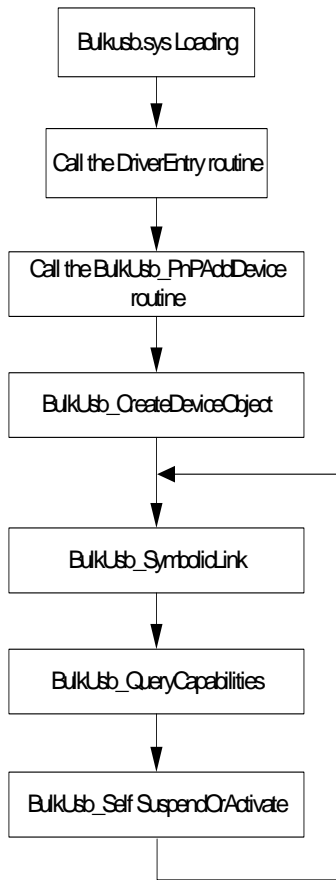 Bulkusb.sys Loading
Call the DriverEntry routine
Call the BulkUsb_PnPAddDevice
routine
BulkUsb_CreateDeviceObject
BulkUsb_SymbolicLink
BulkUsb_QueryCapabilities
BulkUsb_Self SuspendOrActivate